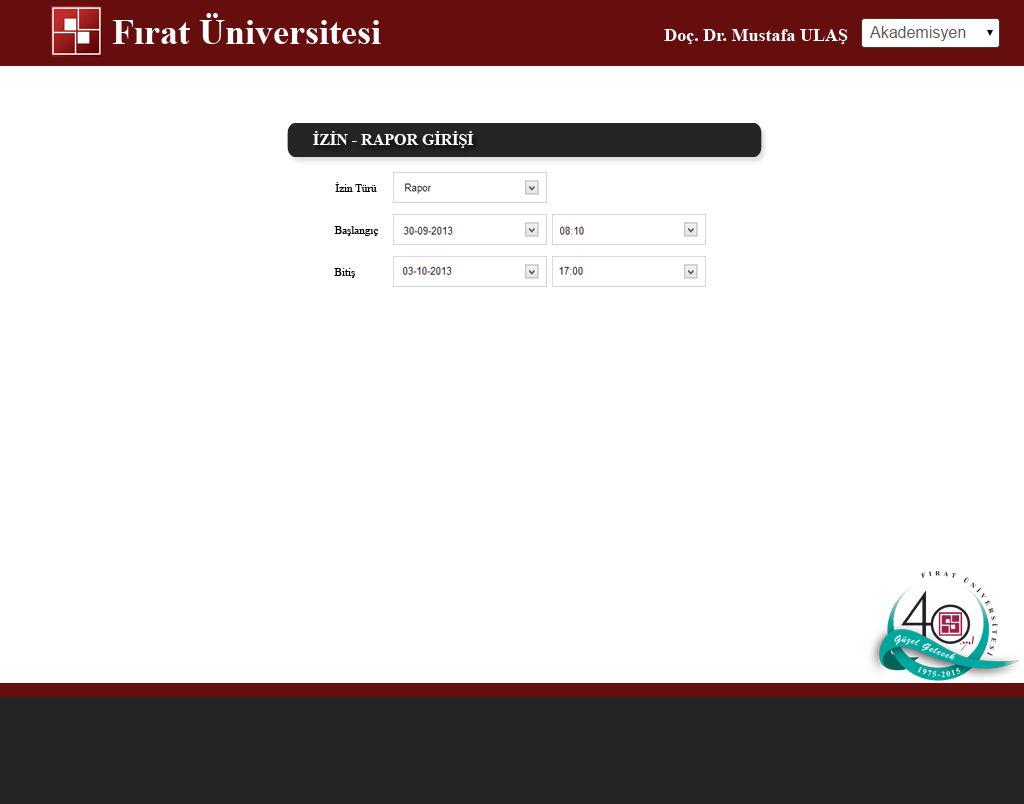 Fırat Üniversitesi
Doç. Dr. Mustafa ULAŞ
Akademisyen
İZİN - RAPOR GİRİŞİ
İzin Türü
Rapor
Başlangıç
30-09-2013
08:10
Bitiş
03-10-2013
17:00
FIRAT ÜNİVERSİTESİ
40
Güzel Gelecek
1975-2015